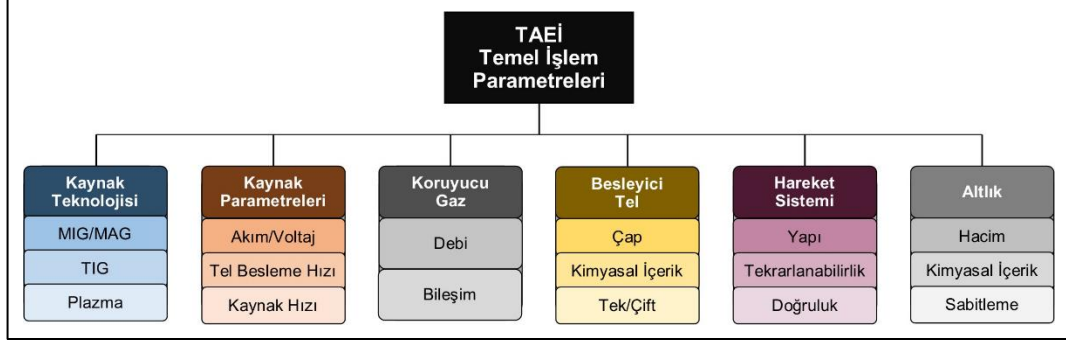 TAEİ
Temel İşlem
Parametreleri
Kaynak
Teknolojisi
MIG/MAG
TIG
Plazma
Kaynak
Parametreleri
Akım/Voltaj
Tel Besleme Hızı
Kaynak Hızı
Koruyucu
Gaz
Debi
Bileşim
Besleyici
Tel
Çap
Kimyasal İçerik
Tek/Çift
Hareket
Sistemi
Yapı
Tekrarlanabilirlik
Doğruluk
Altlık
Hacim
Kimyasal İçerik
Sabitleme